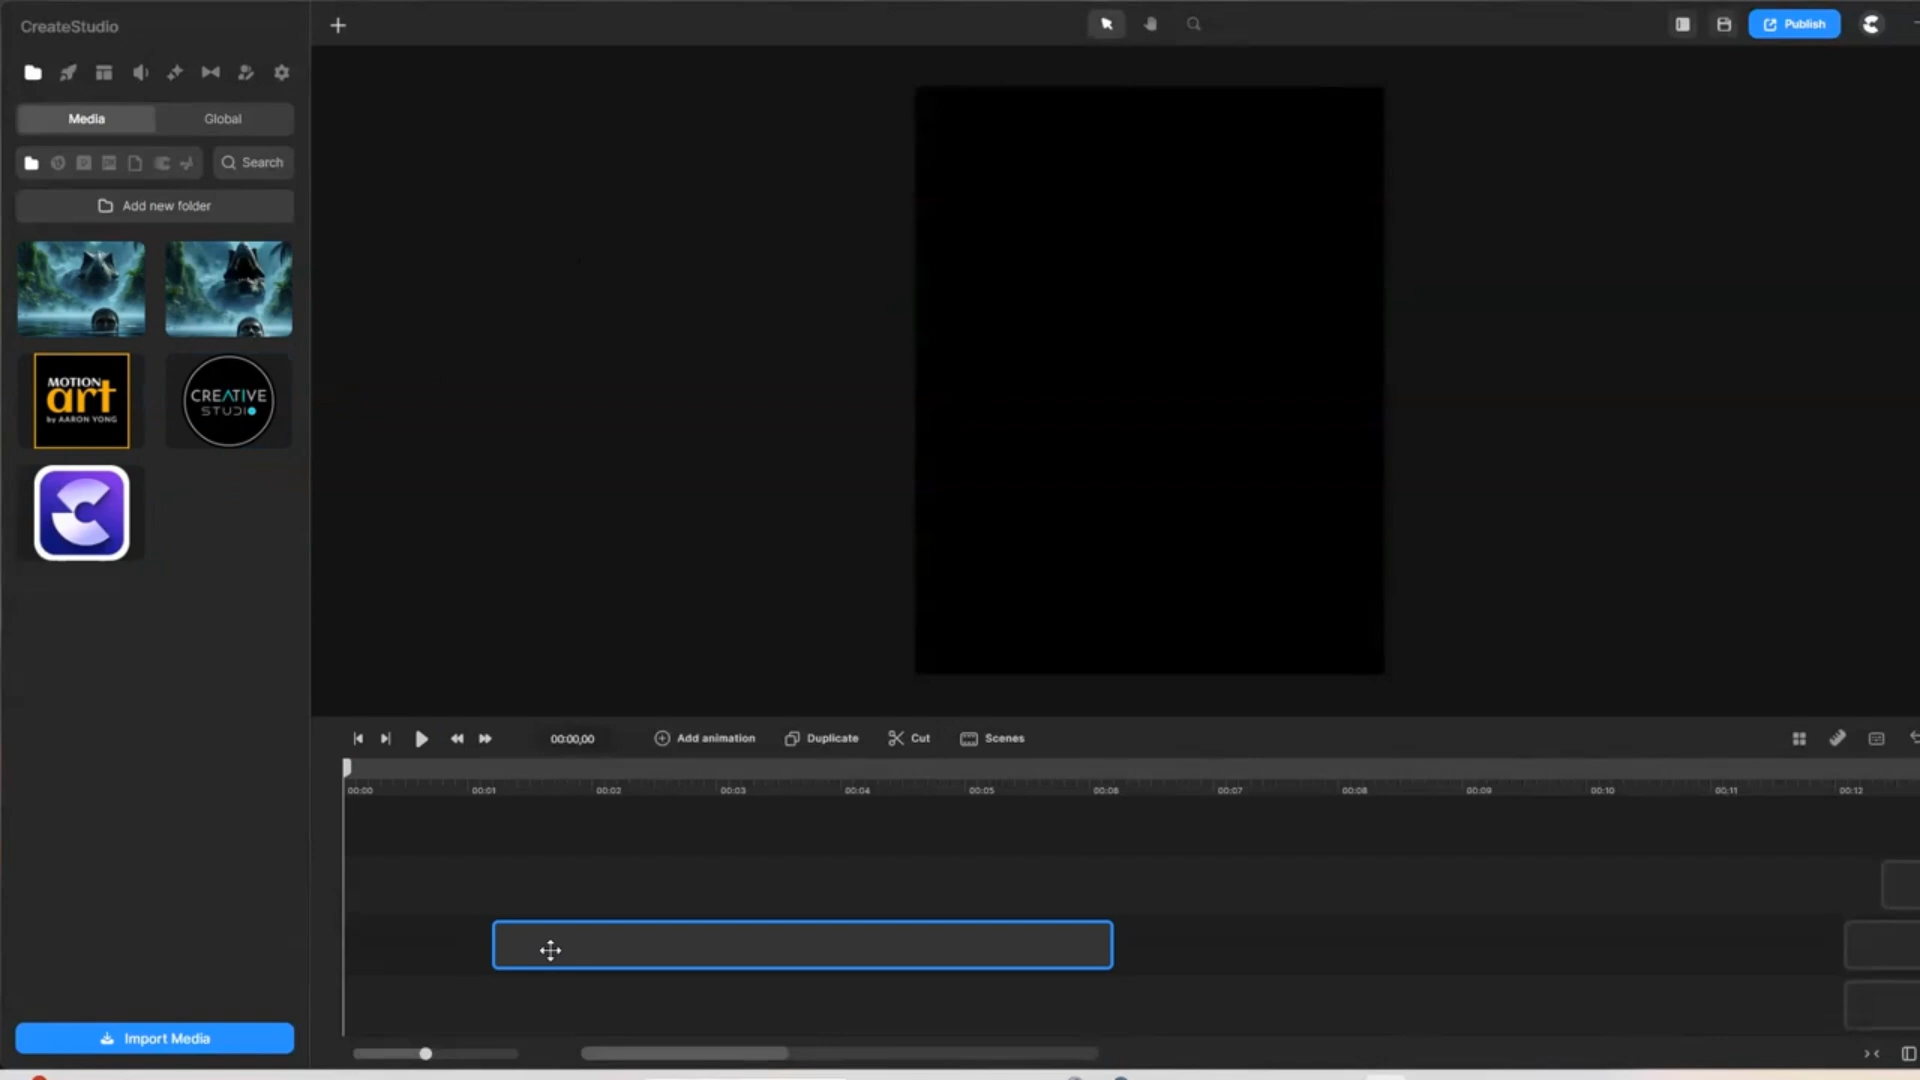 CreateStudio
Publish
Media
Global
Search
Add new folder
MOTION
art
by AARON YONG
CREATIVE
STUDIO
Import Media
00:00,00
Add animation
Duplicate
Cut
Scenes
00:00
00:01
00:02
00:03
00:04
00:05
00:06
00:07
00:08
00:09
00:10
00:11
00:12